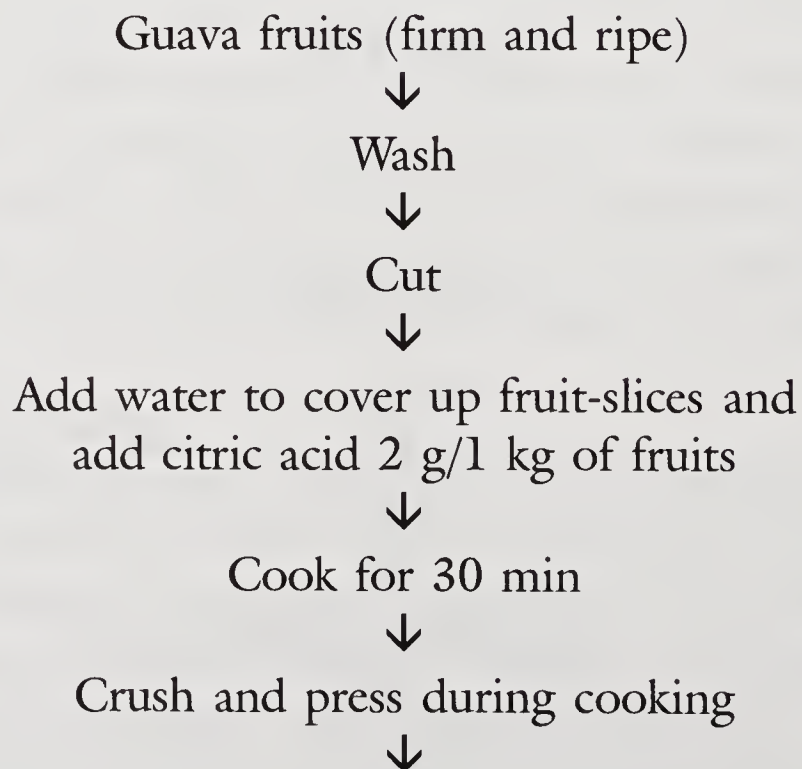 Guava fruits (firm and ripe)
↓
Wash
↓
Cut
↓
Add water to cover up fruit-slices and
add citric acid 2 g/1 kg of fruits
↓
Cook for 30 min
↓
Crush and press during cooking
↓